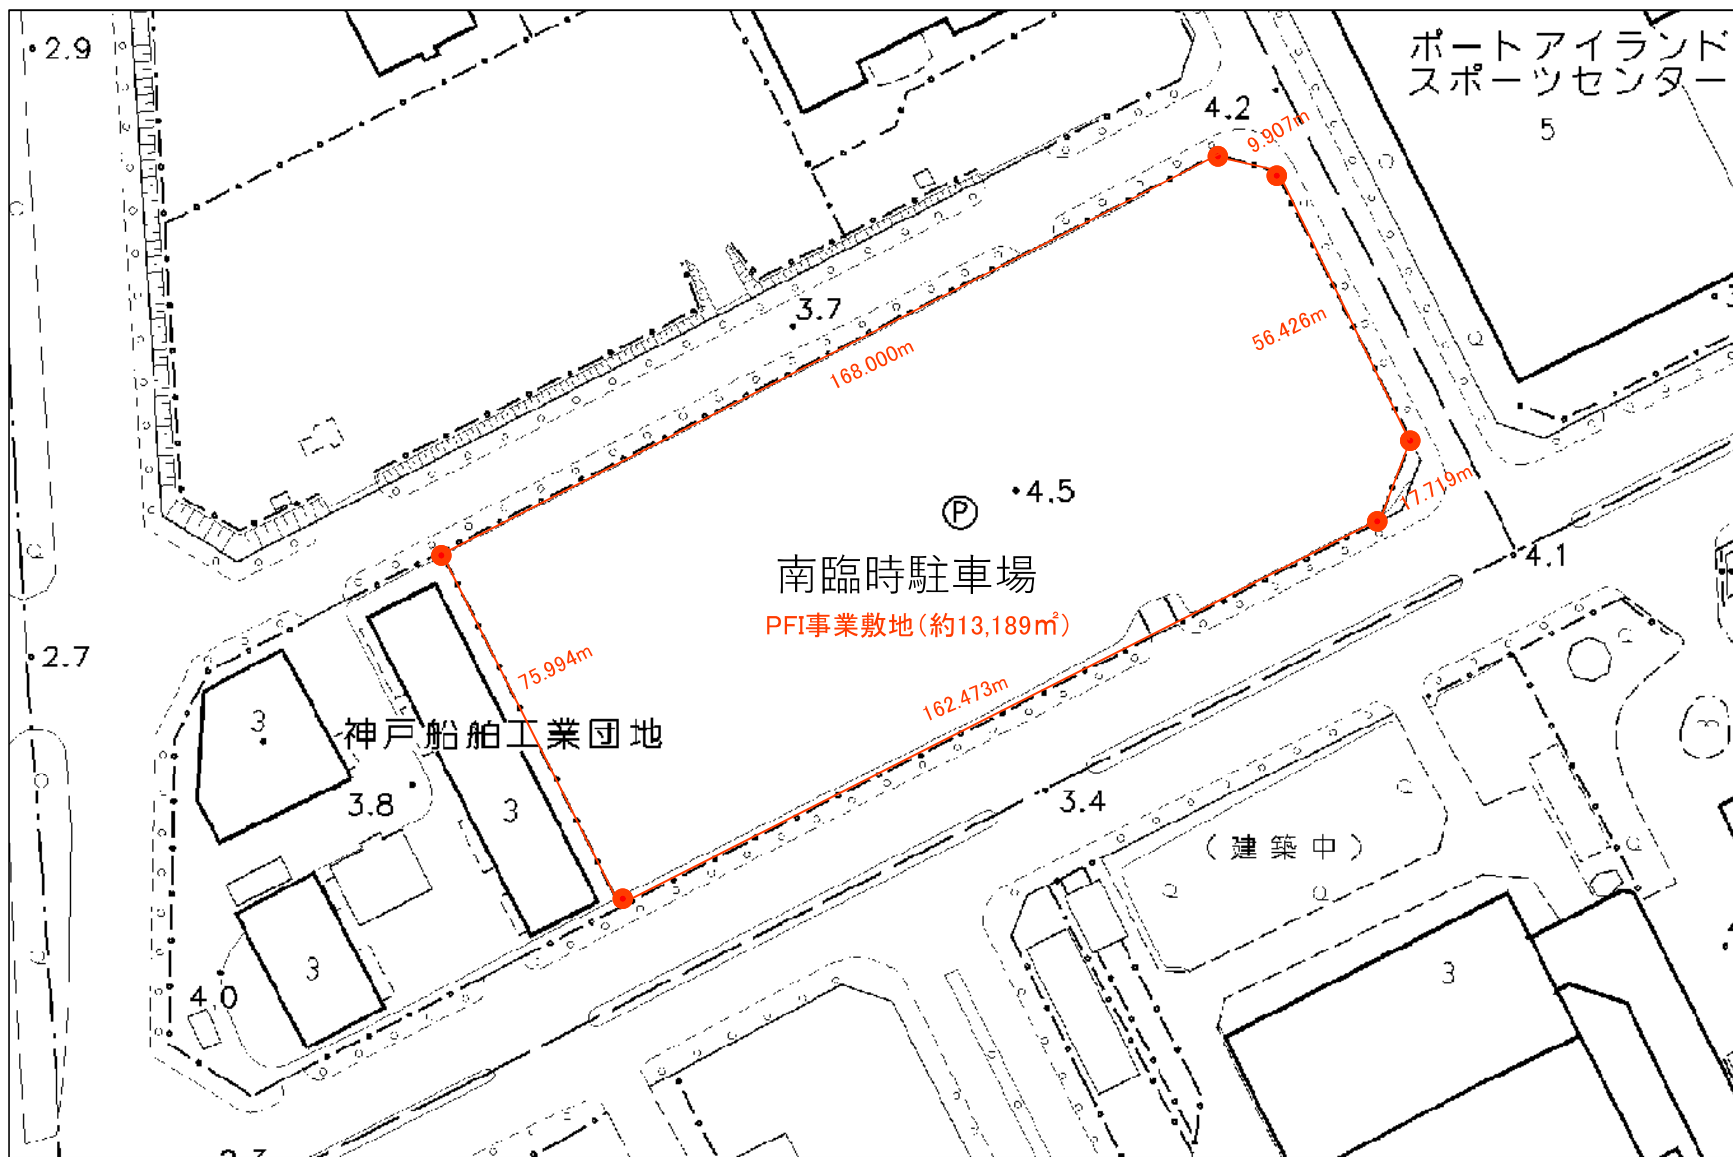 2.9
ポートアイランド
スポーツセンター
5
4.2
9.907m
3.7
168.000m
56.426m
4.5
P
17.719m
4.1
南臨時駐車場
PFI事業敷地(約13,189㎡)
2.7
75.994m
162.473m
3
神戸船舶工業団地
3.8
3
3.4
(建築中)
3
3
4.0